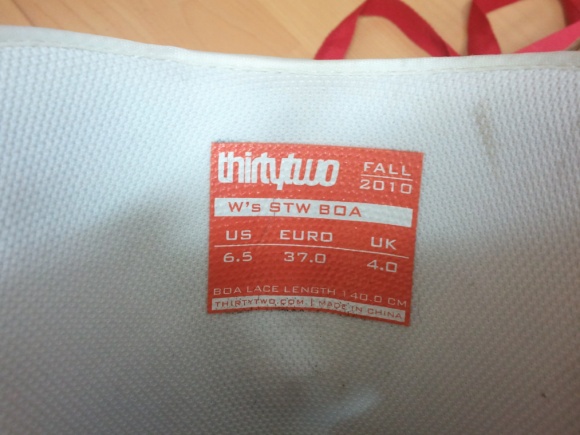 thirtytwo
FALL
2010
W's STW BOA
US EURO UK
6.5 37.0 4.0
BOA LACE LENGTH 140.0 CM
THIRTYTWO.COM | MADE IN CHINA